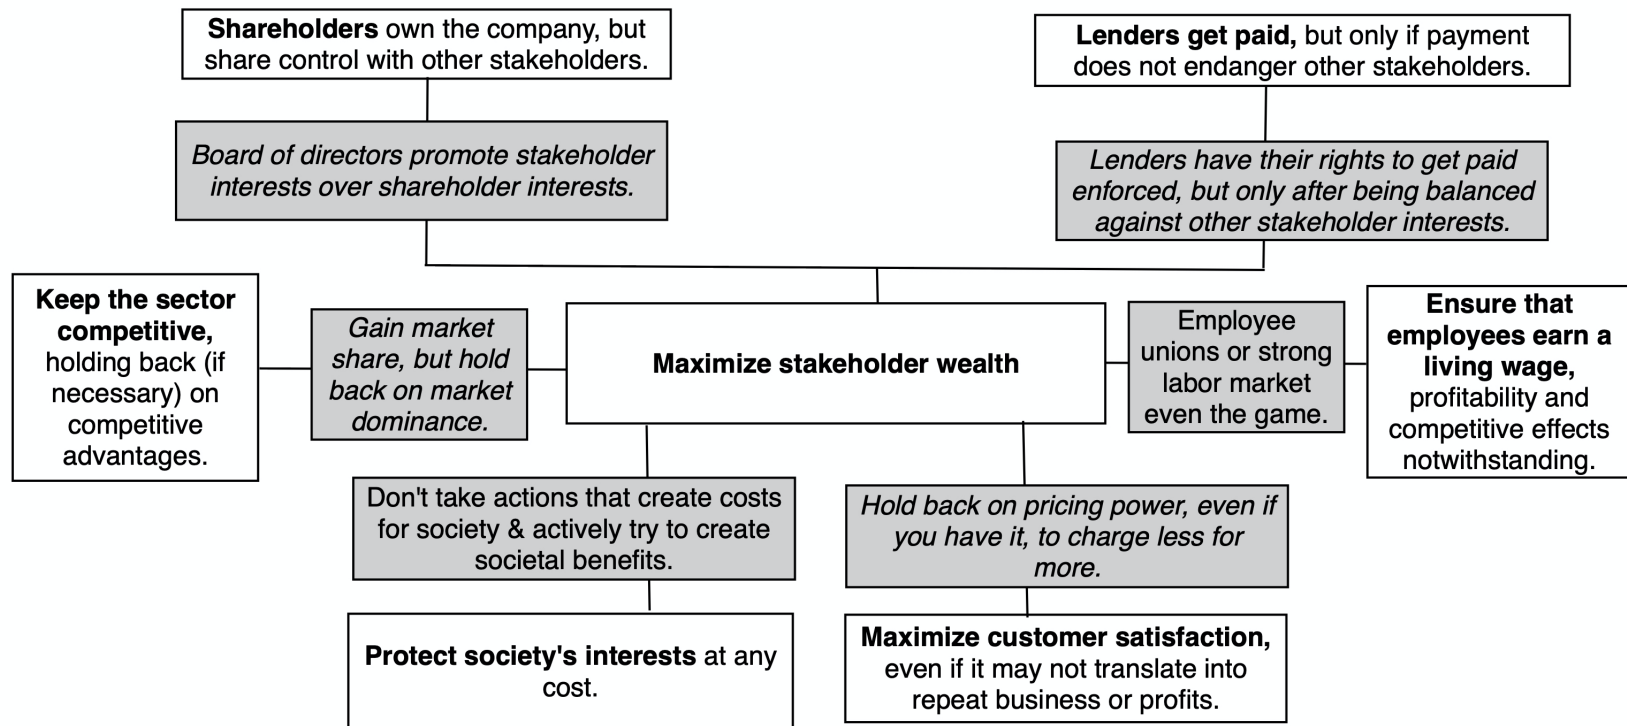 Shareholders own the company, but
share control with other stakeholders.
Lenders get paid, but only if payment
does not endanger other stakeholders.
Board of directors promote stakeholder
interests over shareholder interests.
Lenders have their rights to get paid
enforced, but only after being balanced
against other stakeholder interests.
Keep the sector
competitive,
holding back (if
necessary) on
competitive
advantages.
Gain market
share, but hold
back on market
dominance.
Maximize stakeholder wealth
Employee
unions or strong
labor market
even the game.
Ensure that
employees earn a
living wage,
profitability and
competitive effects
notwithstanding.
Don't take actions that create costs
for society & actively try to create
societal benefits.
Hold back on pricing power, even if
you have it, to charge less for
more.
Protect society's interests at any
cost.
Maximize customer satisfaction,
even if it may not translate into
repeat business or profits.